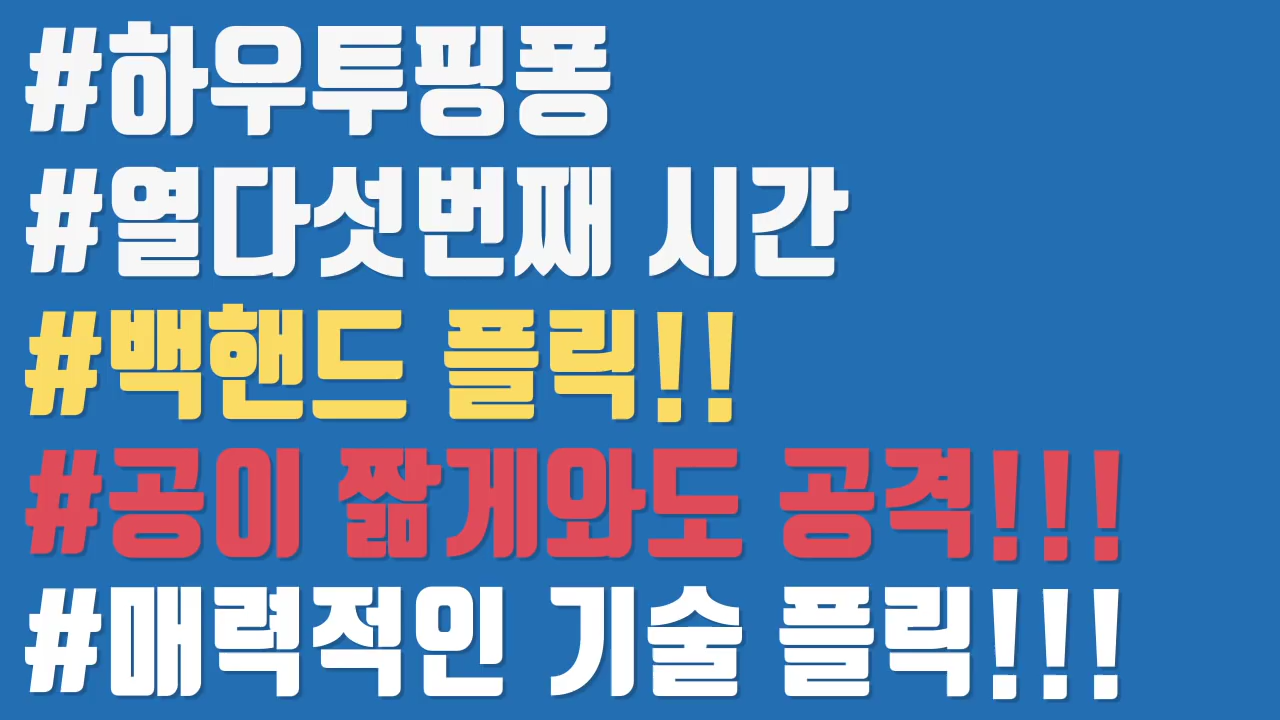 #하우투핑퐁
#열다섯번째 시간
#백핸드 플릭!!
#공이 짧게와도 공격!!!
#매력적인 기술 플릭!!!